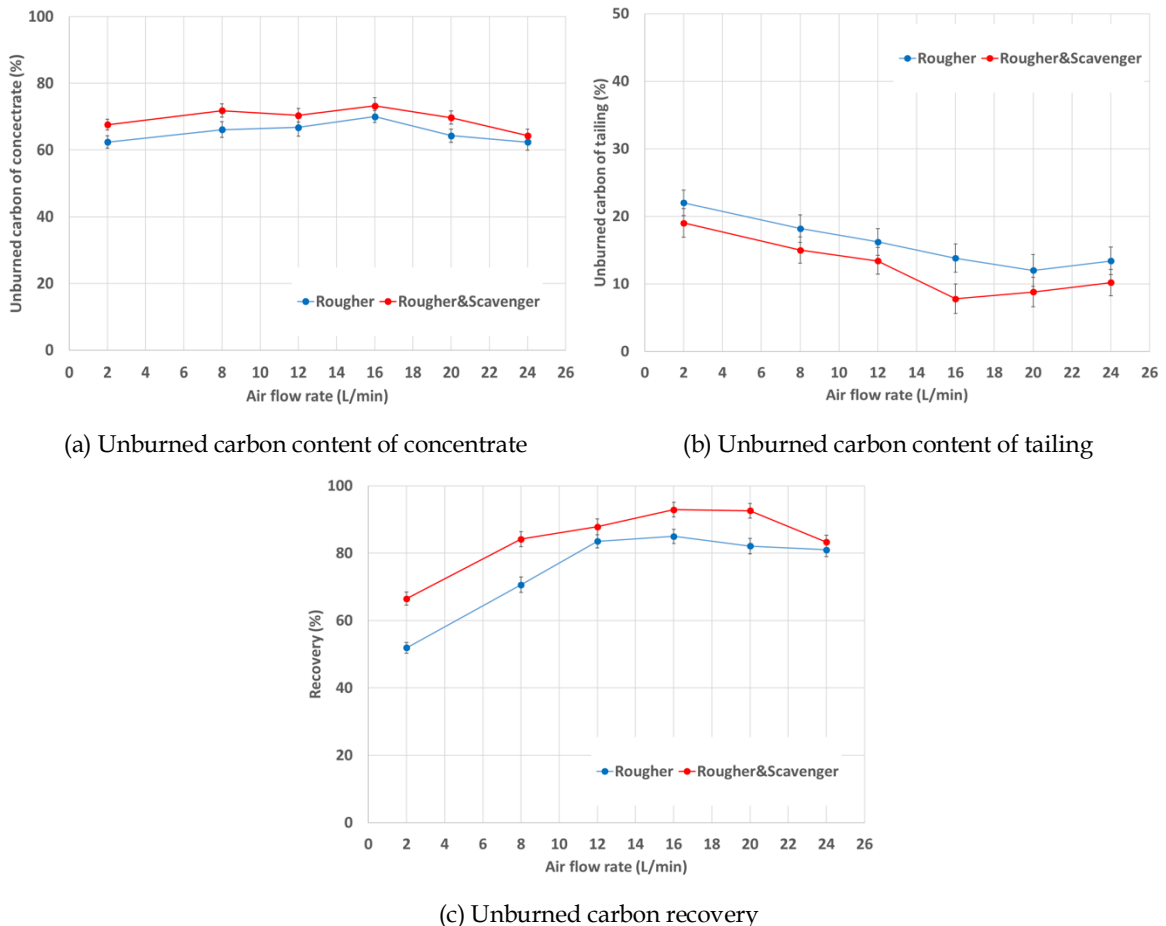 Unburned carbon of concectrate (%)
100
80
60
40
20
0
Rougher Rougher&Scavenger
0 2 4 6 8 10 12 14 16 18 20 22 24 26
Air flow rate (L/min)
(a) Unburned carbon content of concentrate
Unburned carbon of tailing (%)
50
40
30
20
10
0
Rougher Rougher&Scavenger
0 2 4 6 8 10 12 14 16 18 20 22 24 26
Air flow rate (L/min)
(b) Unburned carbon content of tailing
Recovery (%)
100
80
60
40
20
0
Rougher Rougher&Scavenger
0 2 4 6 8 10 12 14 16 18 20 22 24 26
Air flow rate (L/min)
(c) Unburned carbon recovery